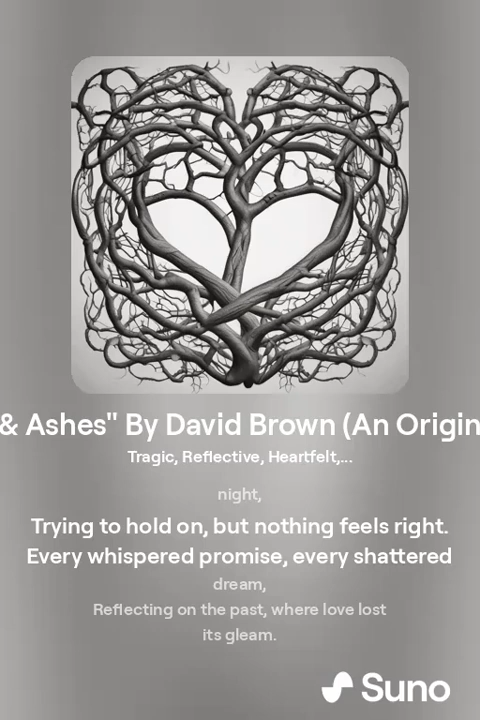 & Ashes" By David Brown (An Origin
Tragic, Reflective, Heartfelt,...
night,
Trying to hold on, but nothing feels right.
Every whispered promise, every shattered
dream,
Reflecting on the past, where love lost
its gleam.
Suno